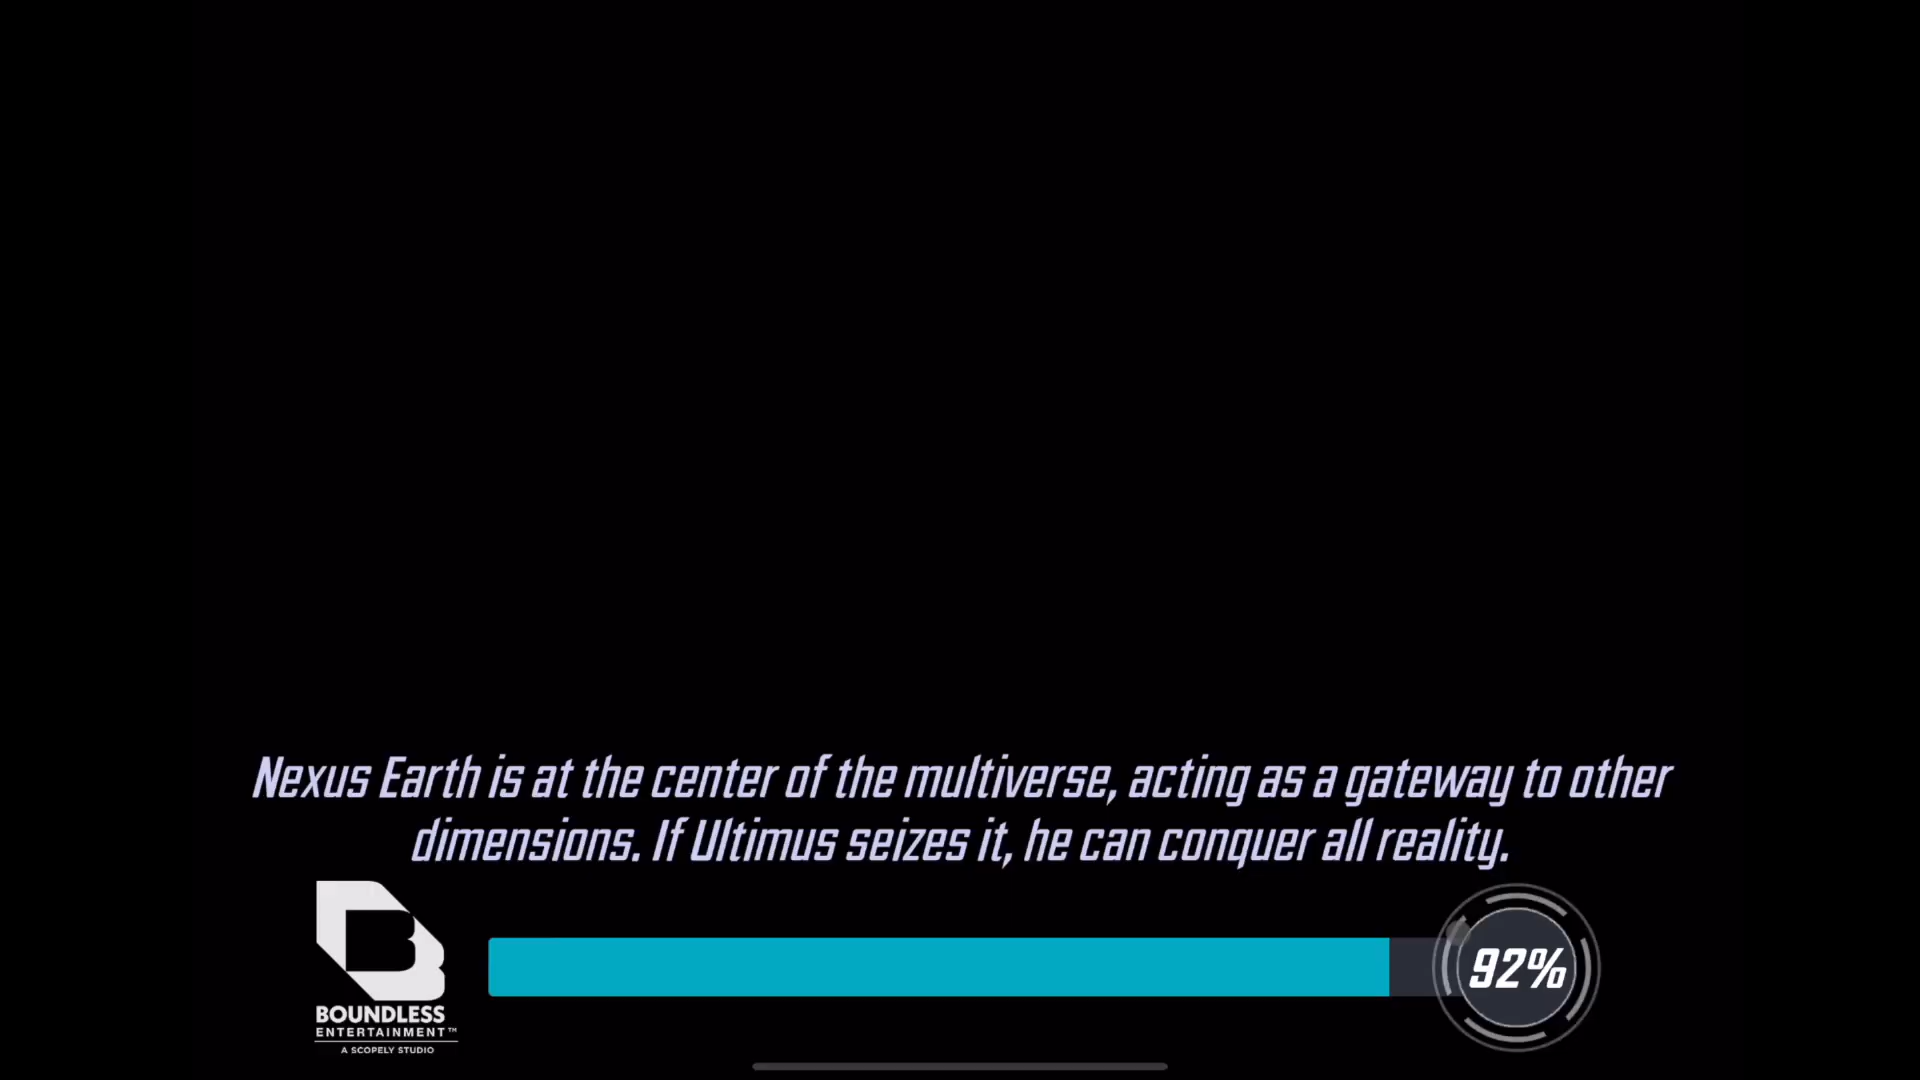 Nexus Earth is at the center of the multiverse, acting as a gateway to other
dimensions. If Ultimus seizes it, he can conquer all reality.
92%
BOUNDLESS
ENTERTAINMENT™
A SCOPELY STUDIO